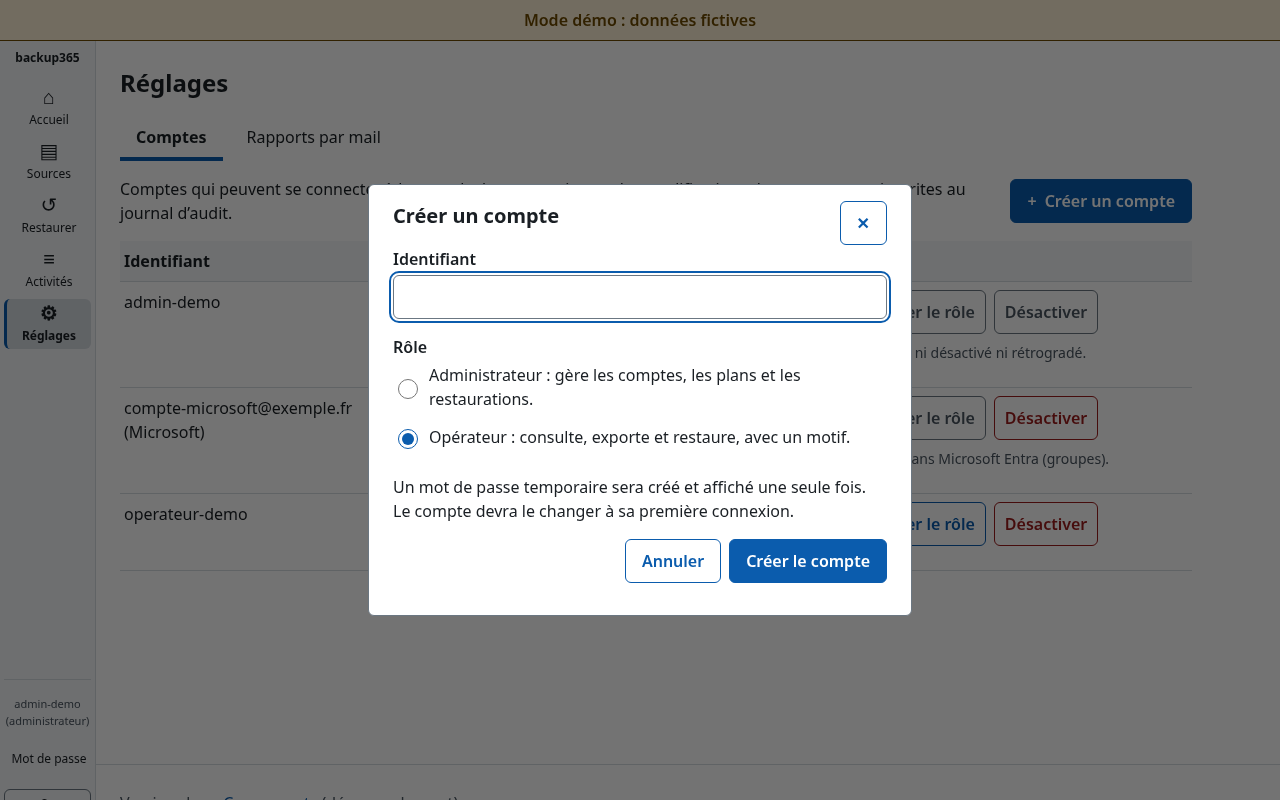 Mode démo : données fictives
backup365
Accueil
Sources
Restaurer
Activités
Réglages
admin-demo
(administrateur)
Mot de passe
Réglages
Comptes
Rapports par mail
Comptes qui peuvent se
journal d’audit.
+ Créer un compte
Identifiant
admin-demo
le rôle
Désactiver
ni désactivé ni rétrogradé.
compte-microsoft@exemple.fr
(Microsoft)
le rôle
Désactiver
Microsoft Entra (groupes).
operateur-demo
le rôle
Désactiver
Créer un compte
×
Identifiant
Rôle
Administrateur : gère les comptes, les plans et les
restaurations.
Opérateur : consulte, exporte et restaure, avec un motif.
Un mot de passe temporaire sera créé et affiché une seule fois.
Le compte devra le changer à sa première connexion.
Annuler
Créer le compte